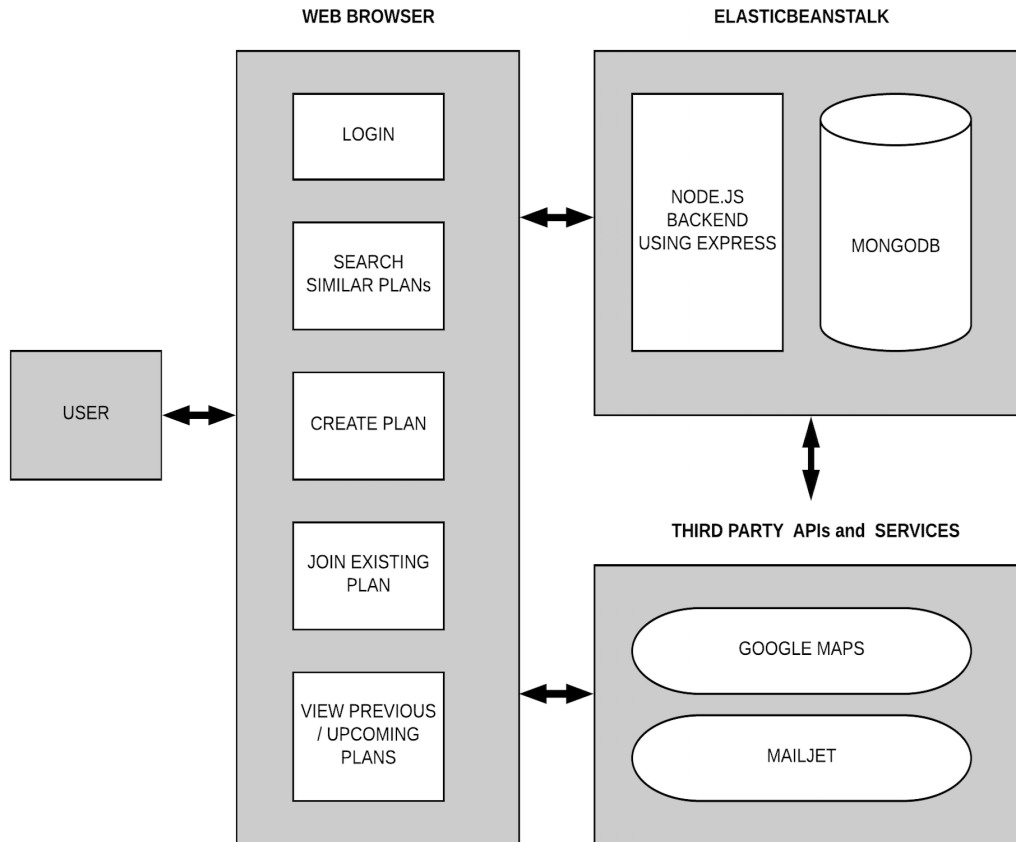 WEB BROWSER
ELASTICBEANSTALK
LOGIN
SEARCH
SIMILAR PLANs
CREATE PLAN
JOIN EXISTING
PLAN
VIEW PREVIOUS
/ UPCOMING
PLANS
USER
NODE.JS
BACKEND
USING EXPRESS
MONGODB
THIRD PARTY  APIs and  SERVICES
GOOGLE MAPS
MAILJET